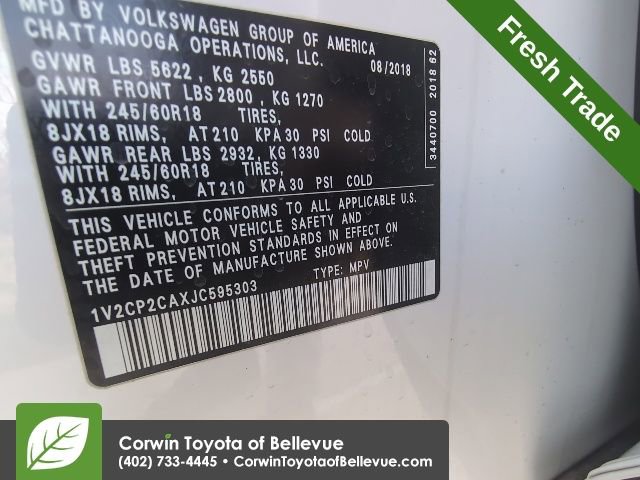 MFD BY VOLKSWAGEN GROUP OF AMERICA
CHATTANOOGA OPERATIONS, LLC.
08/2018
GVWR LBS 5622 , KG 2550
GAWR FRONT LBS 2800 , KG 1270
WITH 245/60R18 TIRES,
8JX18 RIMS, AT 210 KPA 30 PSI COLD
GAWR REAR LBS 2932, KG 1330
WITH 245/60R18 TIRES,
8JX18 RIMS, AT 210 KPA 30 PSI COLD
THIS VEHICLE CONFORMS TO ALL APPLICABLE U.S.
FEDERAL MOTOR VEHICLE SAFETY AND
THEFT PREVENTION STANDARDS IN EFFECT ON
THE DATE OF MANUFACTURE SHOWN ABOVE.
1V2CP2CAXJC595303 TYPE: MPV
3440700 2018 62
Fresh Trade
Corwin Toyota of Bellevue
(402) 733-4445 • CorwinToyotaofBellevue.com